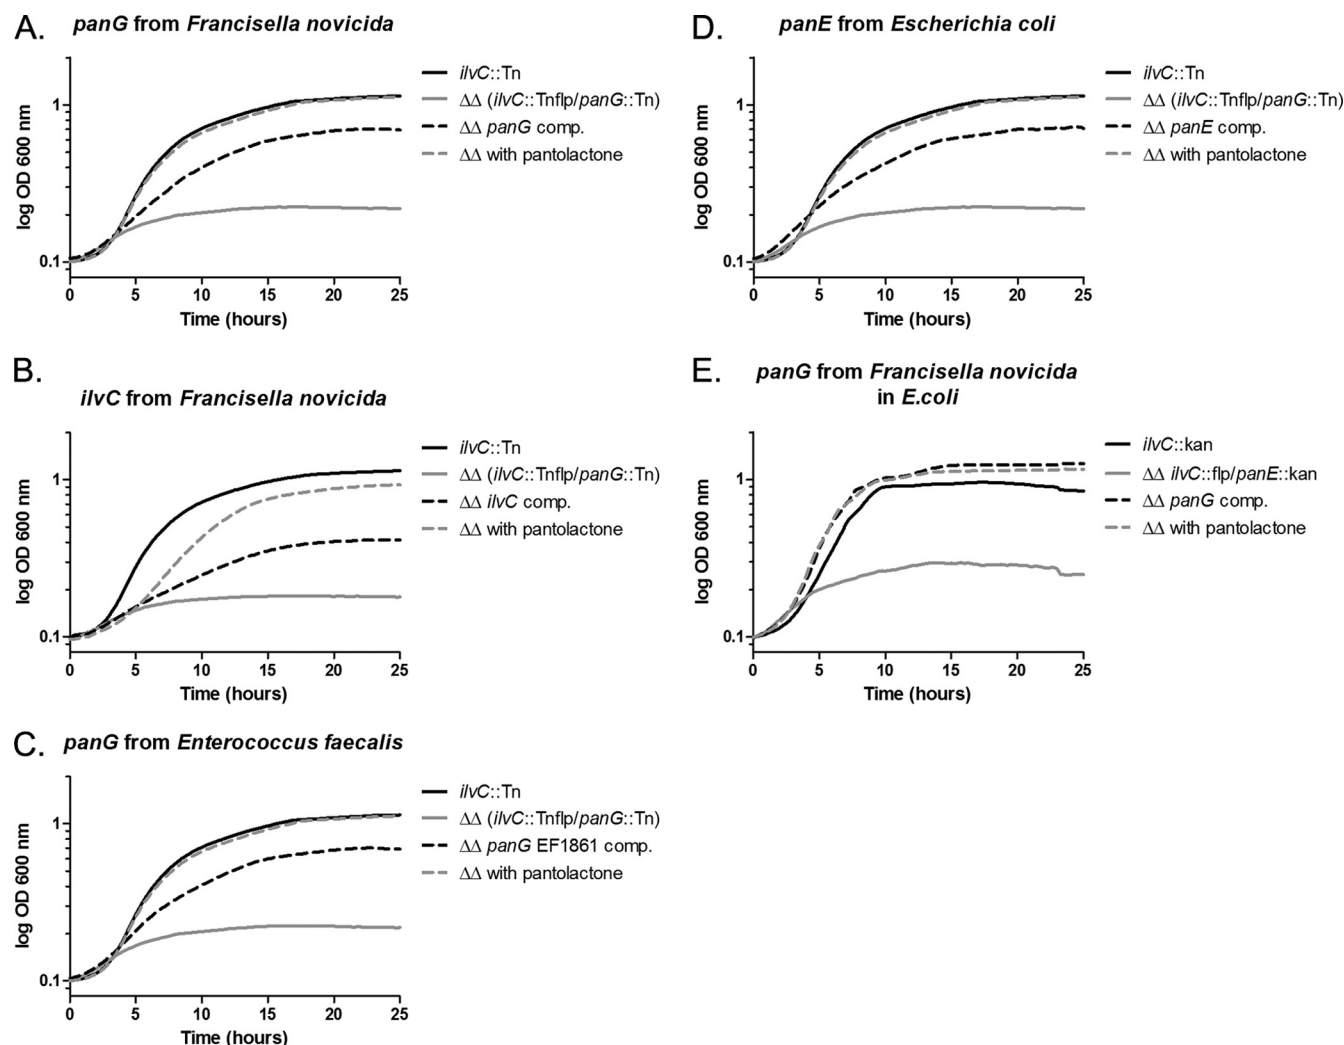 A.
panG from Francisella novicida
log OD 600 nm
1
0.1
0 5 10 15 20 25
Time (hours)
ilvC::Tn
ΔΔ (ilvC::Tnflp/panG::Tn)
ΔΔ panG comp.
ΔΔ with pantolactone
B.
ilvC from Francisella novicida
log OD 600 nm
1
0.1
0 5 10 15 20 25
Time (hours)
ilvC::Tn
ΔΔ (ilvC::Tnflp/panG::Tn)
ΔΔ ilvC comp.
ΔΔ with pantolactone
C.
panG from Enterococcus faecalis
log OD 600 nm
1
0.1
0 5 10 15 20 25
Time (hours)
ilvC::Tn
ΔΔ (ilvC::Tnflp/panG::Tn)
ΔΔ panG EF1861 comp.
ΔΔ with pantolactone
D.
panE from Escherichia coli
log OD 600 nm
1
0.1
0 5 10 15 20 25
Time (hours)
ilvC::Tn
ΔΔ (ilvC::Tnflp/panG::Tn)
ΔΔ panE comp.
ΔΔ with pantolactone
E.
panG from Francisella novicida
in E.coli
log OD 600 nm
1
0.1
0 5 10 15 20 25
Time (hours)
ilvC::kan
ΔΔ ilvC::flp/panE::kan
ΔΔ panG comp.
ΔΔ with pantolactone